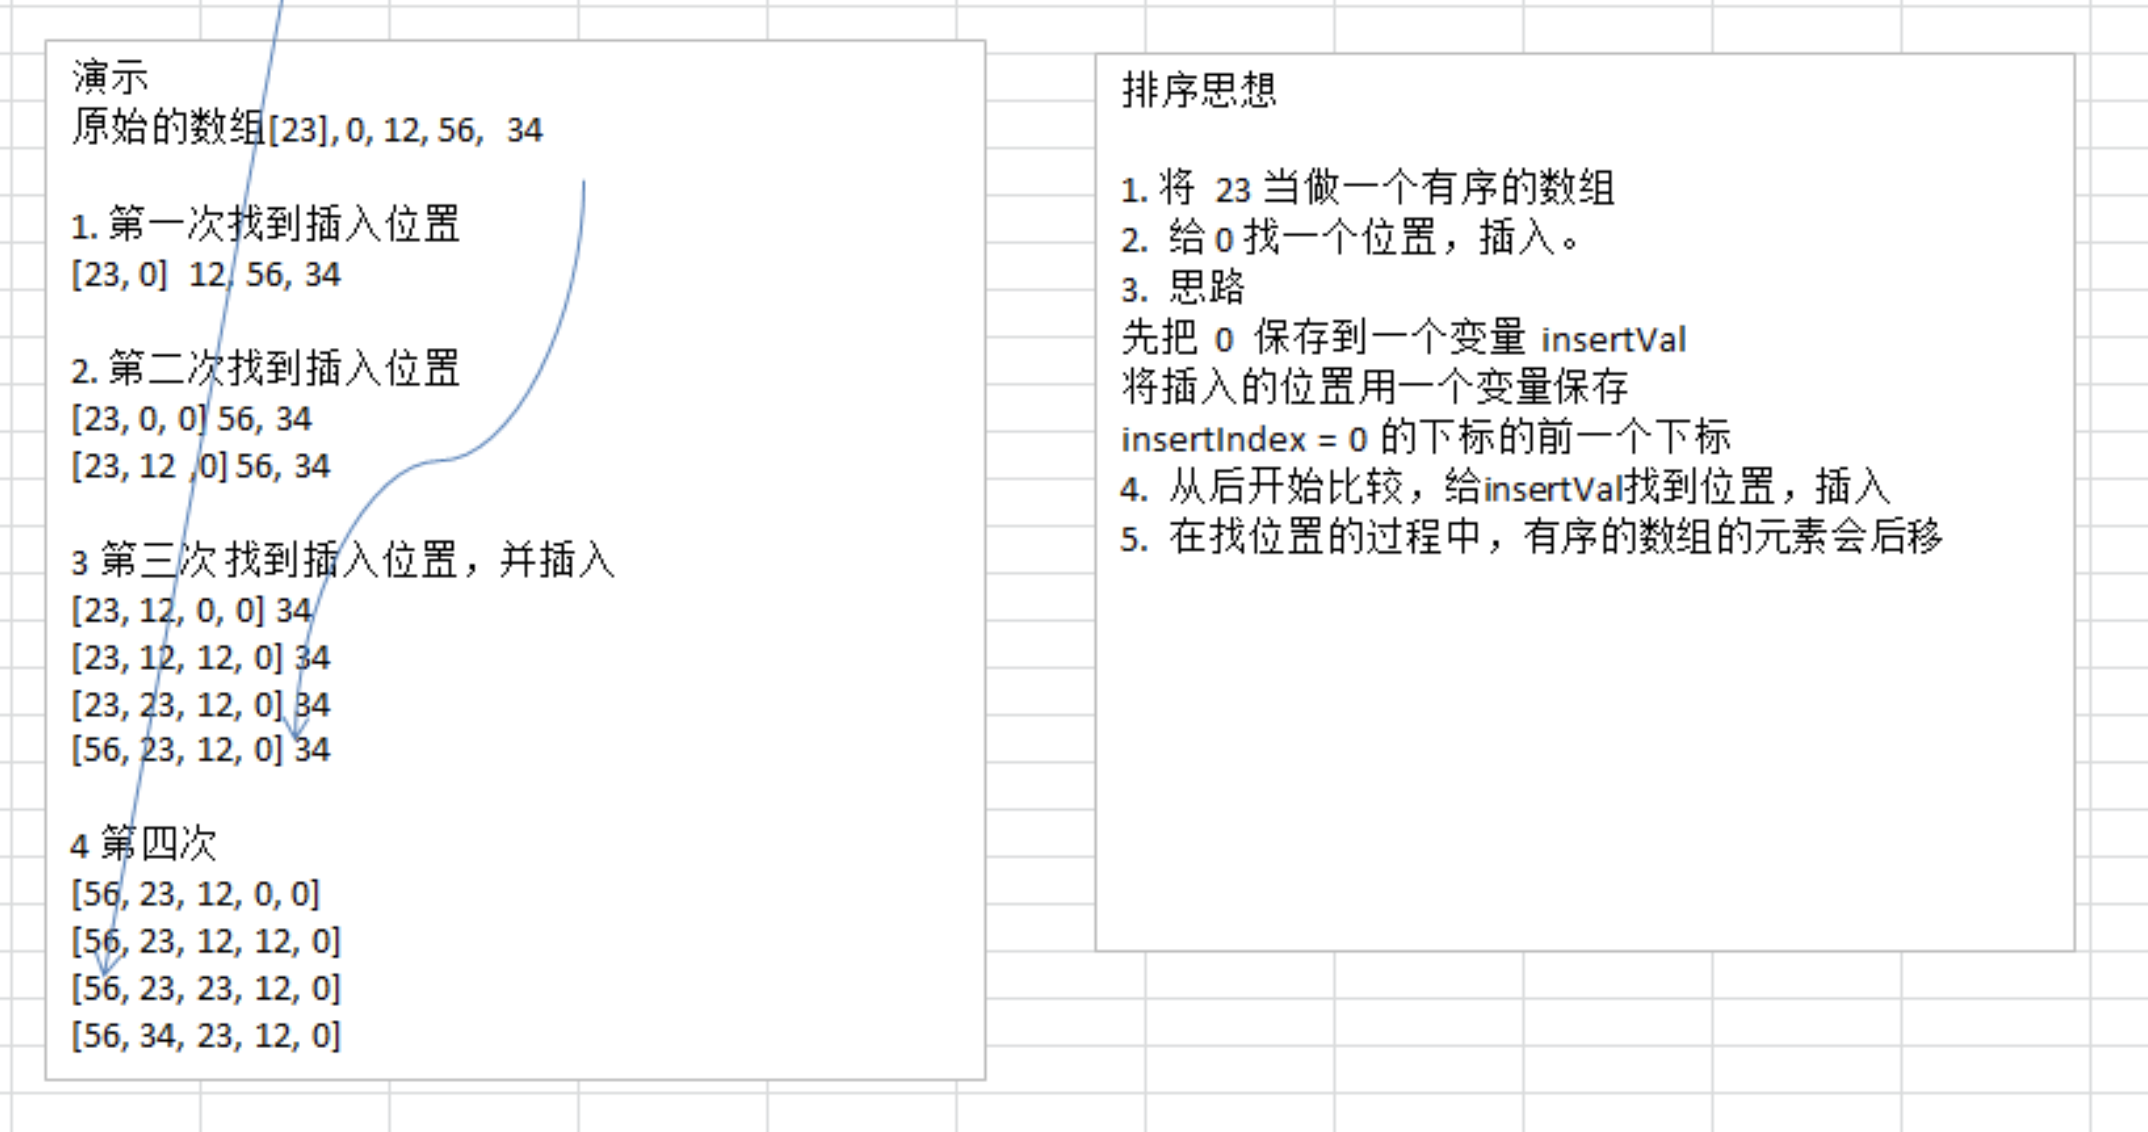 演示
原始的数组[23], 0, 12, 56, 34
1. 第一次找到插入位置
[23, 0] 12, 56, 34
2. 第二次找到插入位置
[23, 0, 0] 56, 34
[23, 12 ,0] 56, 34
3 第三次 找到插入位置，并插入
[23, 12, 0, 0] 34
[23, 12, 12, 0] 34
[23, 23, 12, 0] 34
[56, 23, 12, 0] 34
4 第四次
[56, 23, 12, 0, 0]
[56, 23, 12, 12, 0]
[56, 23, 23, 12, 0]
[56, 34, 23, 12, 0]
排序思想
1. 将 23 当做一个有序的数组
2. 给 0 找一个位置，插入。
3. 思路
先把 0 保存到一个变量 insertVal
将插入的位置用一个变量保存
insertIndex = 0 的下标的前一个下标
4. 从后开始比较，给insertVal找到位置，插入
5. 在找位置的过程中，有序的数组的元素会后移